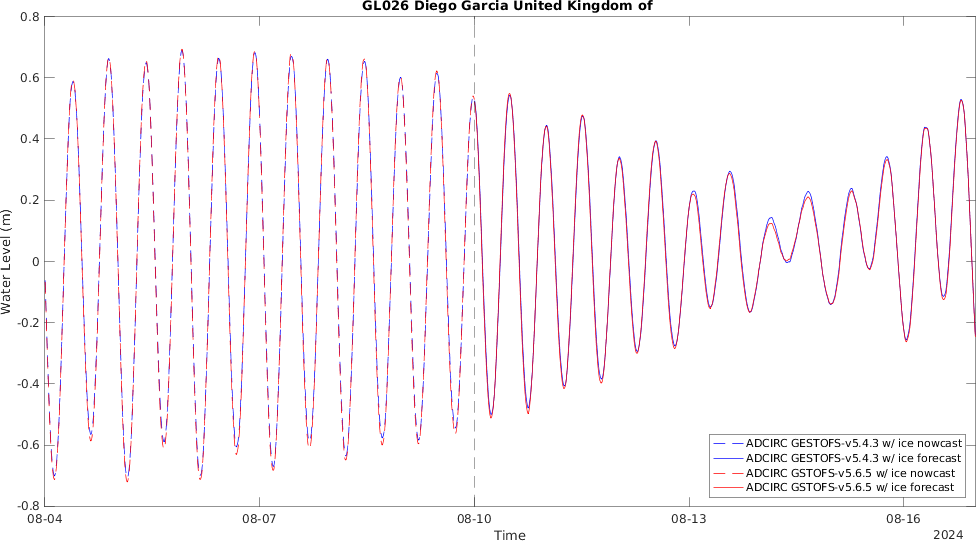 GL026 Diego Garcia United Kingdom of
0.8
0.6
0.4
0.2
0
-0.2
-0.4
-0.6
-0.8
Water Level (m)
ADCIRC GESTOFS-v5.4.3 w/ ice nowcast
ADCIRC GESTOFS-v5.4.3 w/ ice forecast
ADCIRC GSTOFS-v5.6.5 w/ ice nowcast
ADCIRC GSTOFS-v5.6.5 w/ ice forecast
08-04 08-07 08-10 08-13 08-16
Time
2024